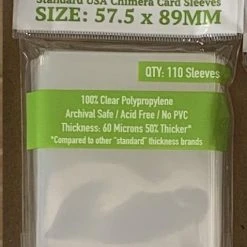 Standard USA Chimera Card Sleeves
SIZE: 57.5 x 89MM
QTY: 110 Sleeves
100% Clear Polypropylene
Archival Safe / Acid Free / No PVC
Thickness: 60 Microns 50% Thicker*
*Compared to other "standard" thickness brands